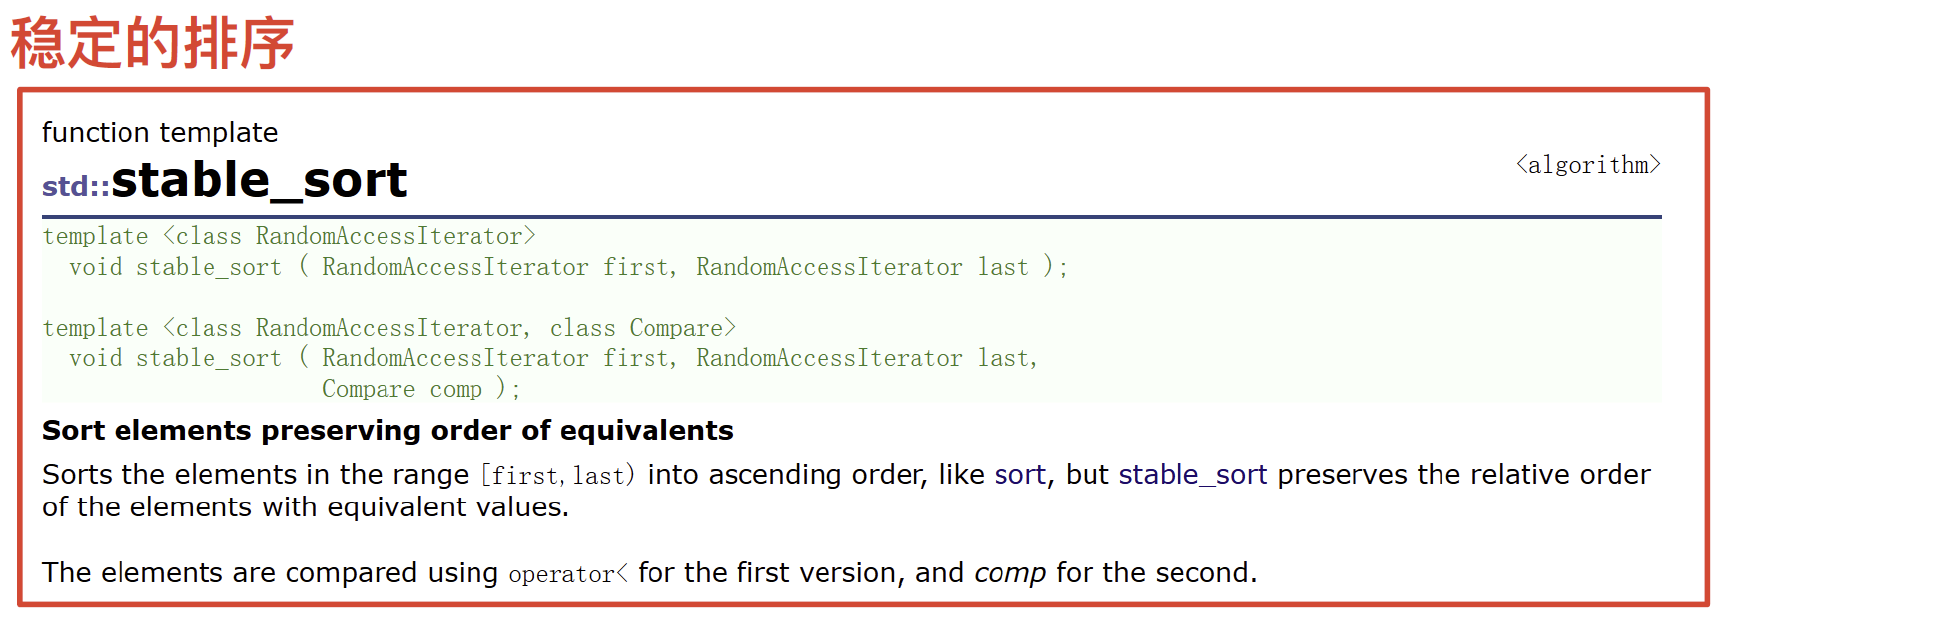 稳定的排序
function template
std::stable_sort
<algorithm>
template <class RandomAccessIterator>
  void stable_sort ( RandomAccessIterator first, RandomAccessIterator last );
template <class RandomAccessIterator, class Compare>
  void stable_sort ( RandomAccessIterator first, RandomAccessIterator last,
                     Compare comp );
Sort elements preserving order of equivalents
Sorts the elements in the range [first,last) into ascending order, like sort, but stable_sort preserves the relative order
of the elements with equivalent values.
The elements are compared using operator< for the first version, and comp for the second.